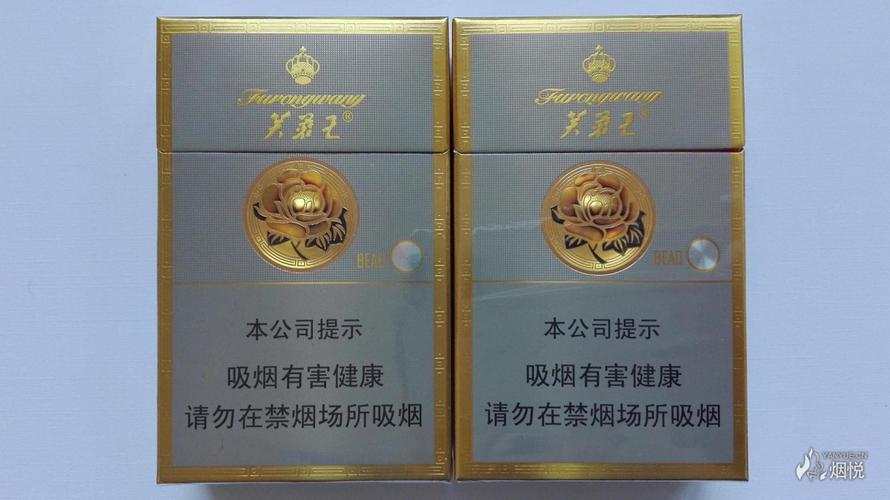 Furongwang
芙蓉王®
BEAD
本公司提示
吸烟有害健康
请勿在禁烟场所吸烟
Furongwang
芙蓉王®
BEAD
本公司提示
吸烟有害健康
请勿在禁烟场所吸烟
YANYUE.CN
烟悦